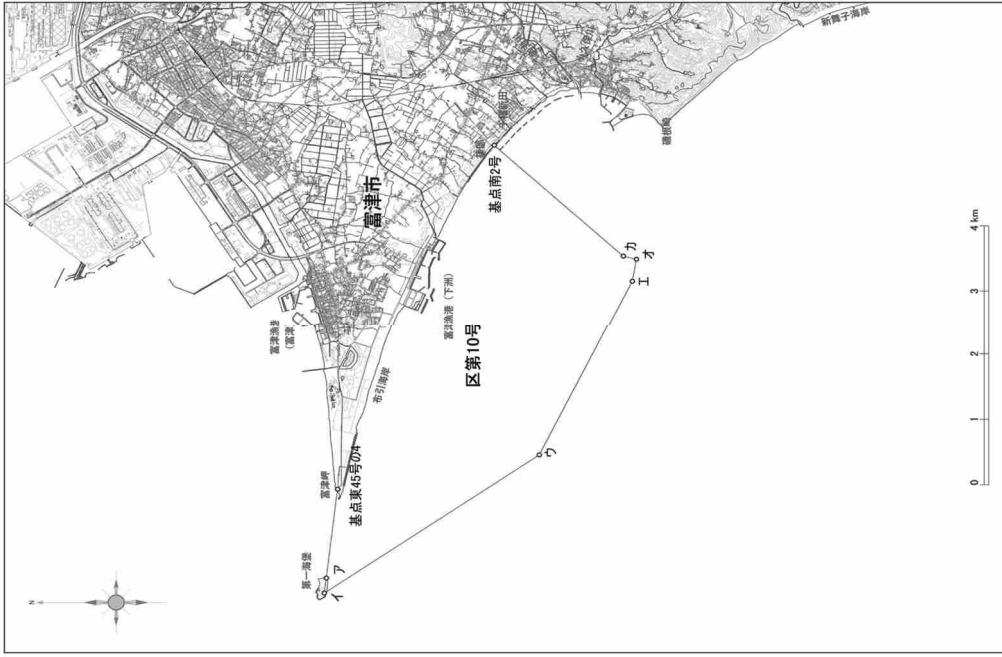 N
新舞子海岸
富津市
基点南2号
磯根崎
富津漁港
(富津)
富津漁港(下洲)
区第10号
布引海岸
富津岬
基点東45号の4
第一海堡
ア
イ
ウ
エ
オ
カ
0
1
2
3
4 km